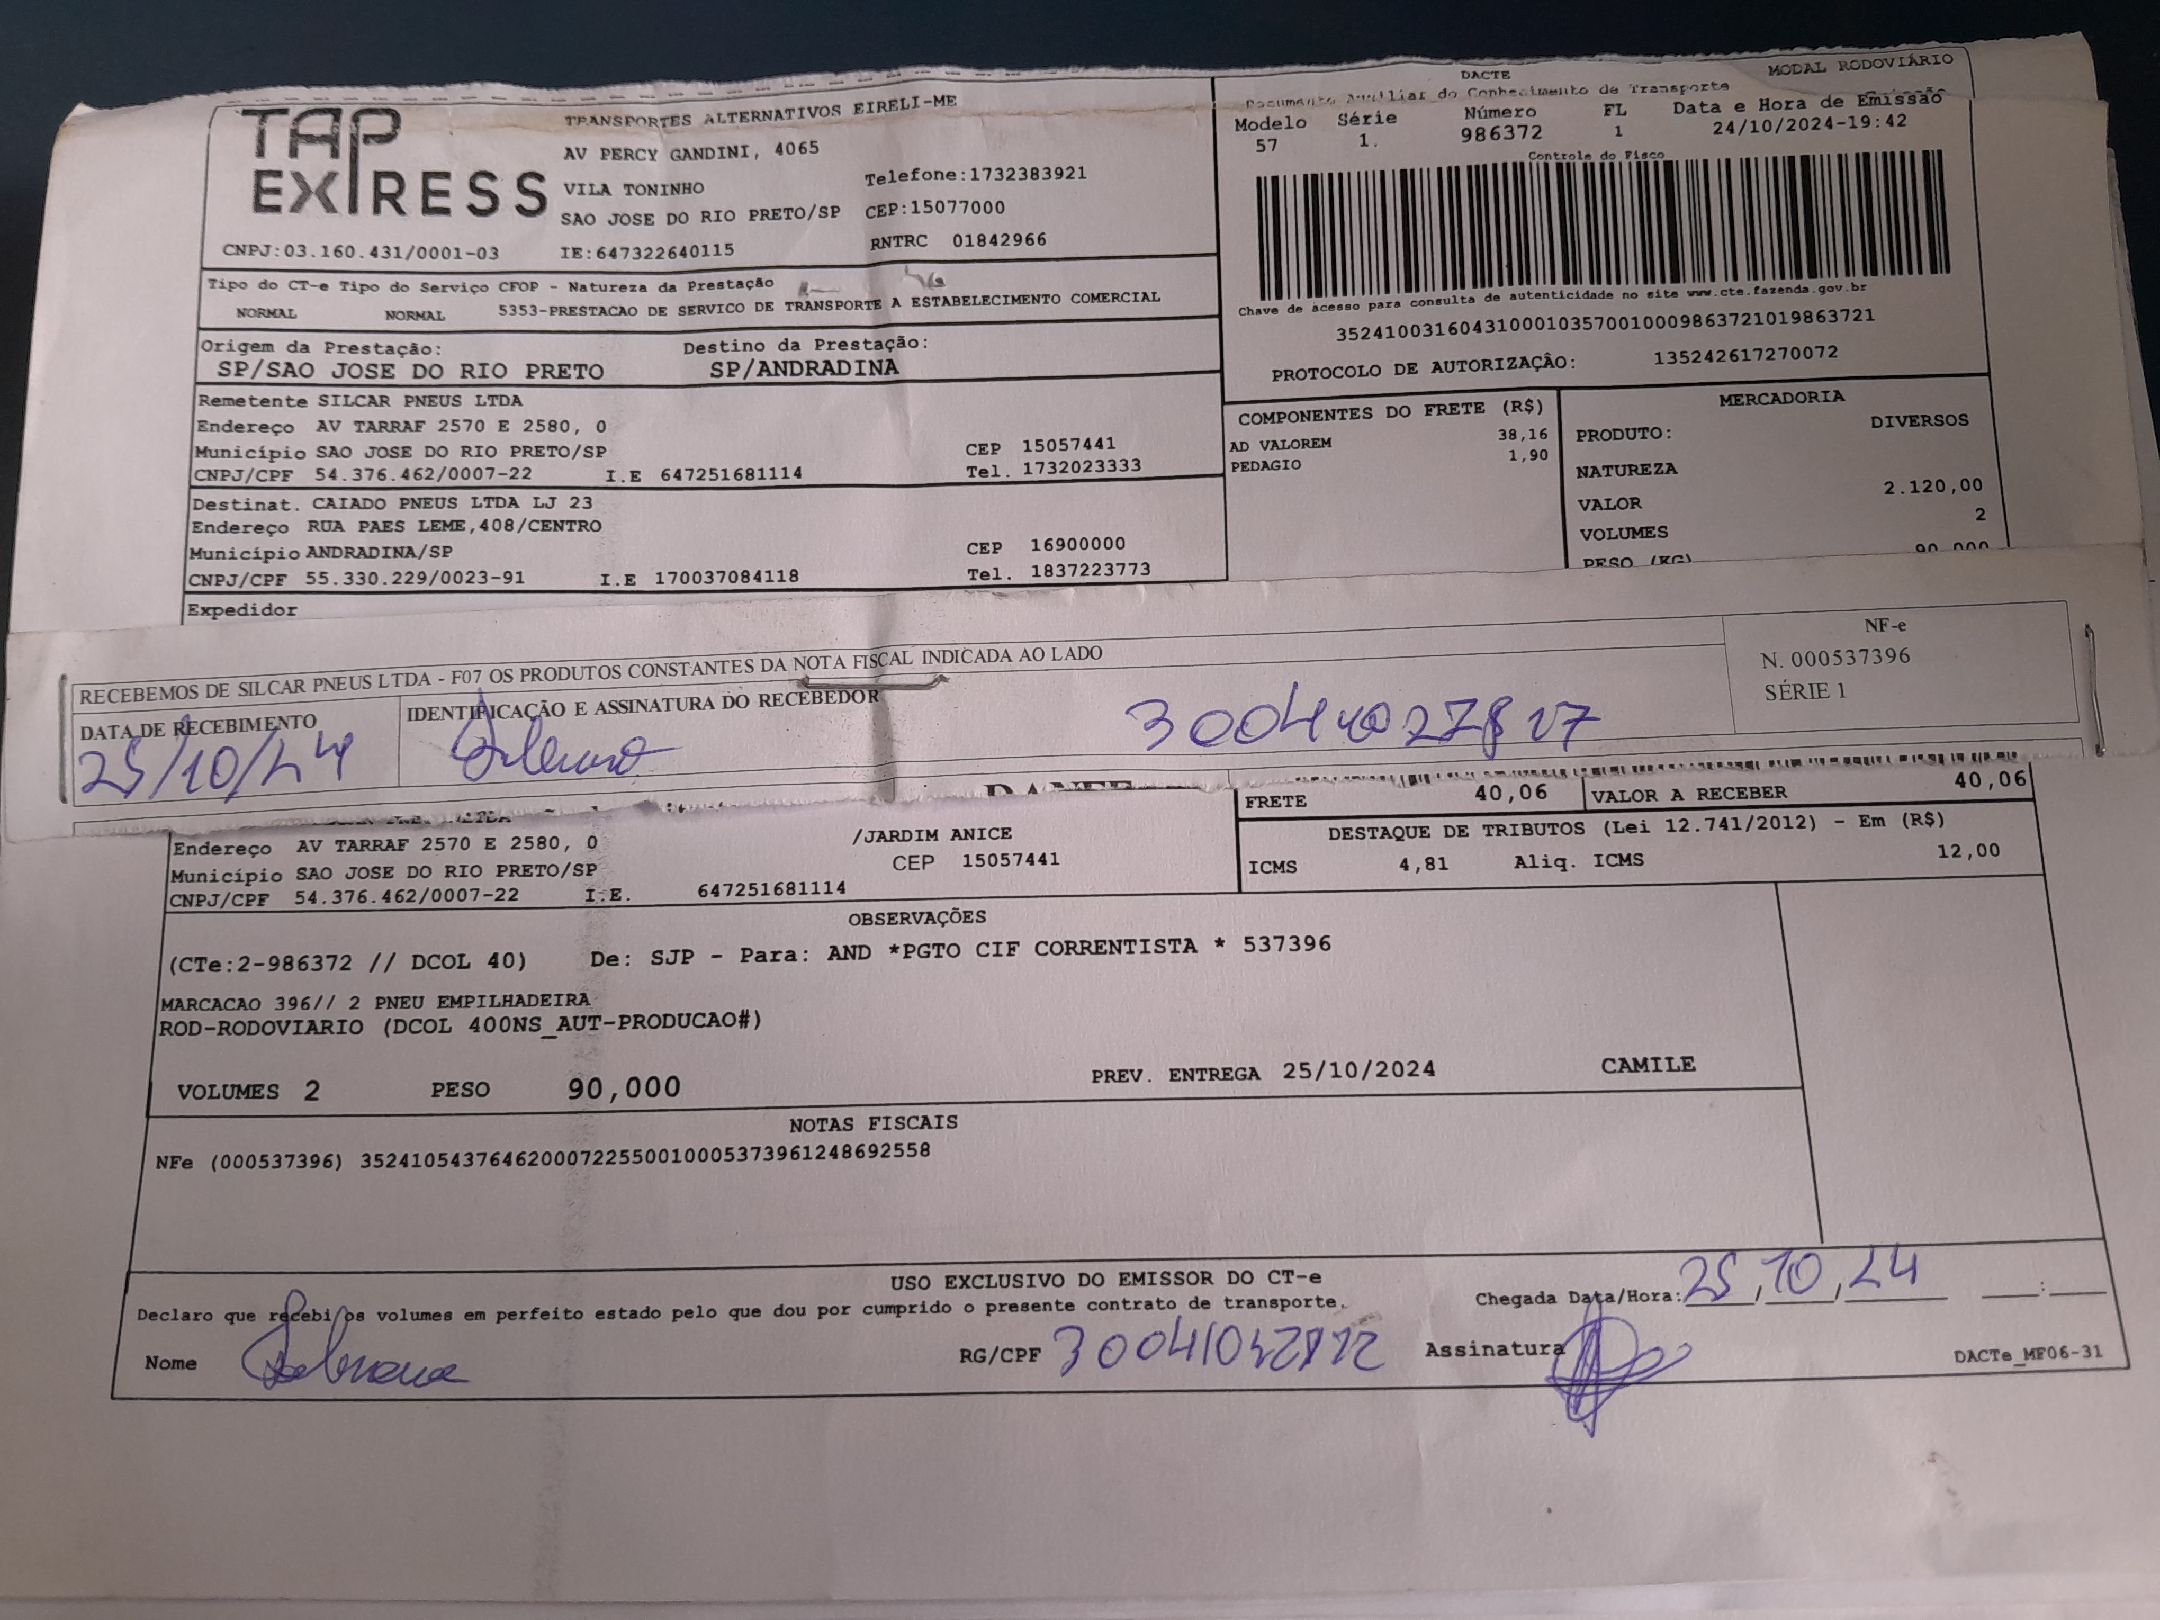 TAP EXPRESS
TRANSPORTES ALTERNATIVOS EIRELI-ME
AV PERCY GANDINI, 4065
VILA TONINHO
Telefone:1732383921
SAO JOSE DO RIO PRETO/SP CEP:15077000
CNPJ:03.160.431/0001-03 IE:647322640115 RNTRC 01842966
DACTE
MODAL RODOVIÁRIO
Documento Auxiliar do Conhecimento de Transporte
Modelo Série Número FL Data e Hora de Emissão
57 1. 986372 1 24/10/2024-19:42
Controle do Fisco
Chave de acesso para consulta de autenticidade no site www.cte.fazenda.gov.br
35241003160431000103570010009863721019863721
PROTOCOLO DE AUTORIZAÇÂO: 135242617270072
Tipo do CT-e Tipo do Serviço CFOP - Natureza da Prestação
NORMAL NORMAL 5353-PRESTACAO DE SERVICO DE TRANSPORTE A ESTABELECIMENTO COMERCIAL
Origem da Prestação: Destino da Prestação:
SP/SAO JOSE DO RIO PRETO SP/ANDRADINA
Remetente SILCAR PNEUS LTDA
Endereço AV TARRAF 2570 E 2580, 0
Município SAO JOSE DO RIO PRETO/SP CEP 15057441
CNPJ/CPF 54.376.462/0007-22 I.E 647251681114 Tel. 1732023333
Destinat. CAIADO PNEUS LTDA LJ 23
Endereço RUA PAES LEME,408/CENTRO
Município ANDRADINA/SP CEP 16900000
CNPJ/CPF 55.330.229/0023-91 I.E 170037084118 Tel. 1837223773
Expedidor
COMPONENTES DO FRETE (R$)
AD VALOREM 38,16
PEDAGIO 1,90
MERCADORIA
PRODUTO: DIVERSOS
NATUREZA
VALOR 2.120,00
VOLUMES 2
PESO (KG) 90,000
RECEBEMOS DE SILCAR PNEUS LTDA - F07 OS PRODUTOS CONSTANTES DA NOTA FISCAL INDICADA AO LADO
NF-e
N. 000537396
SÉRIE 1
DATA DE RECEBIMENTO IDENTIFICAÇÃO E ASSINATURA DO RECEBEDOR
25/10/24
DANFE
FRETE 40,06 VALOR A RECEBER 40,06
Endereço AV TARRAF 2570 E 2580, 0 /JARDIM ANICE
Município SAO JOSE DO RIO PRETO/SP CEP 15057441
CNPJ/CPF 54.376.462/0007-22 I.E. 647251681114
DESTAQUE DE TRIBUTOS (Lei 12.741/2012) - Em (R$)
ICMS 4,81 Aliq. ICMS 12,00
OBSERVAÇÕES
(CTe:2-986372 // DCOL 40) De: SJP - Para: AND *PGTO CIF CORRENTISTA * 537396
MARCACAO 396// 2 PNEU EMPILHADEIRA
ROD-RODOVIARIO (DCOL 400NS_AUT-PRODUCAO#)
VOLUMES 2 PESO 90,000 PREV. ENTREGA 25/10/2024 CAMILE
NOTAS FISCAIS
NFe (000537396) 35241054376462000722550010005373961248692558
USO EXCLUSIVO DO EMISSOR DO CT-e
Declaro que recebi os volumes em perfeito estado pelo que dou por cumprido o presente contrato de transporte.
Chegada Data/Hora: 25/10/24 :
Nome RG/CPF Assinatura
DACTe_MF06-31